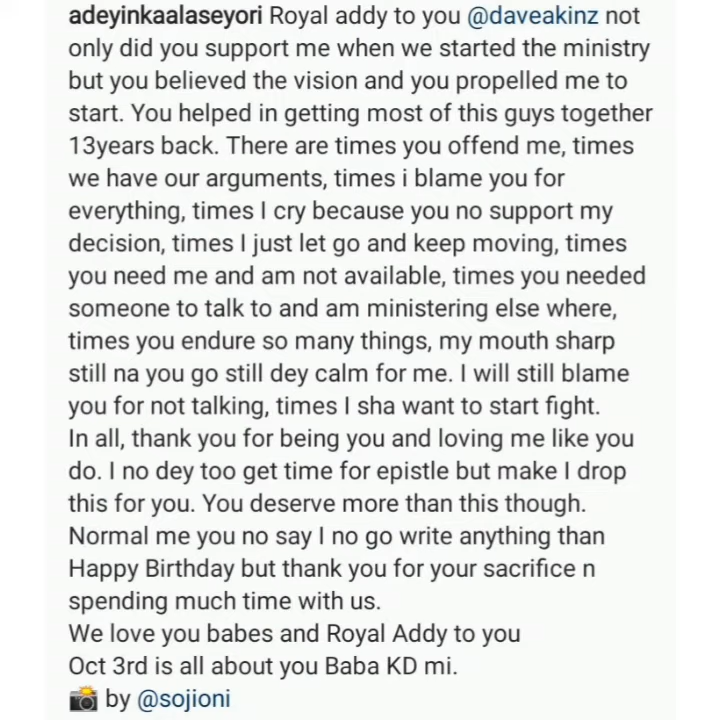 adeyinkaalaseyori Royal addy to you @daveakinz not
only did you support me when we started the ministry
but you believed the vision and you propelled me to
start. You helped in getting most of this guys together
13years back. There are times you offend me, times
we have our arguments, times i blame you for
everything, times I cry because you no support my
decision, times I just let go and keep moving, times
you need me and am not available, times you needed
someone to talk to and am ministering else where,
times you endure so many things, my mouth sharp
still na you go still dey calm for me. I will still blame
you for not talking, times I sha want to start fight.
In all, thank you for being you and loving me like you
do. I no dey too get time for epistle but make I drop
this for you. You deserve more than this though.
Normal me you no say I no go write anything than
Happy Birthday but thank you for your sacrifice n
spending much time with us.
We love you babes and Royal Addy to you
Oct 3rd is all about you Baba KD mi.
📸 by @sojioni